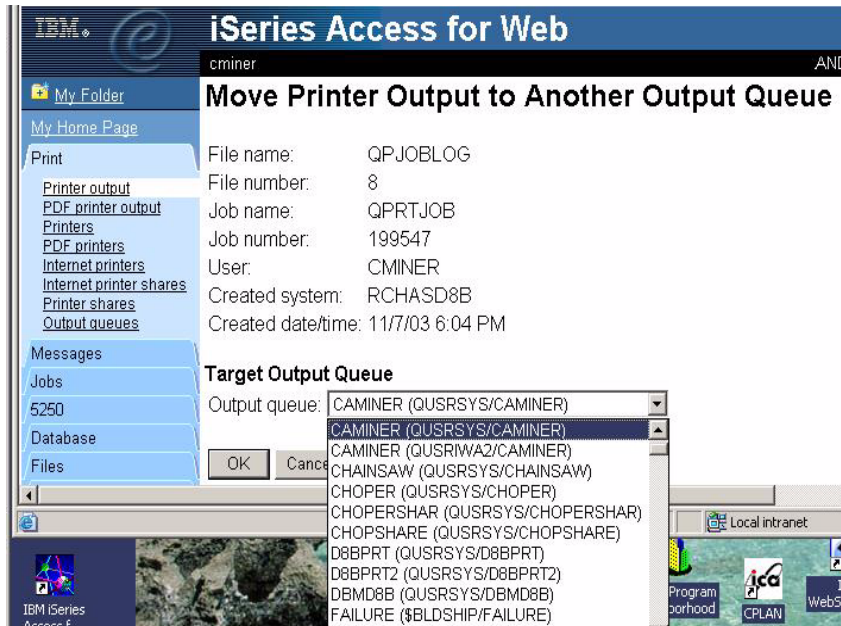 IBM®
iSeries Access for Web
cminer
My Folder
My Home Page
Print
Printer output
PDF printer output
Printers
PDF printers
Internet printers
Internet printer shares
Printer shares
Output queues
Messages
Jobs
5250
Database
Files
Move Printer Output to Another Output Queue
File name: QPJOBLOG
File number: 8
Job name: QPRTJOB
Job number: 199547
User: CMINER
Created system: RCHASD8B
Created date/time: 11/7/03 6:04 PM
Target Output Queue
Output queue: CAMINER (QUSRSYS/CAMINER)
CAMINER (QUSRSYS/CAMINER)
CAMINER (QUSRIWA2/CAMINER)
CHAINSAW (QUSRSYS/CHAINSAW)
CHOPER (QUSRSYS/CHOPER)
CHOPERSHAR (QUSRSYS/CHOPERSHAR)
CHOPSHARE (QUSRSYS/CHOPSHARE)
D8BPRT (QUSRSYS/D8BPRT)
D8BPRT2 (QUSRSYS/D8BPRT2)
DBMD8B (QUSRSYS/DBMD8B)
FAILURE ($BLDSHIP/FAILURE)
OK
Cance
Local intranet
IBM iSeries
Program
ica
CPLAN